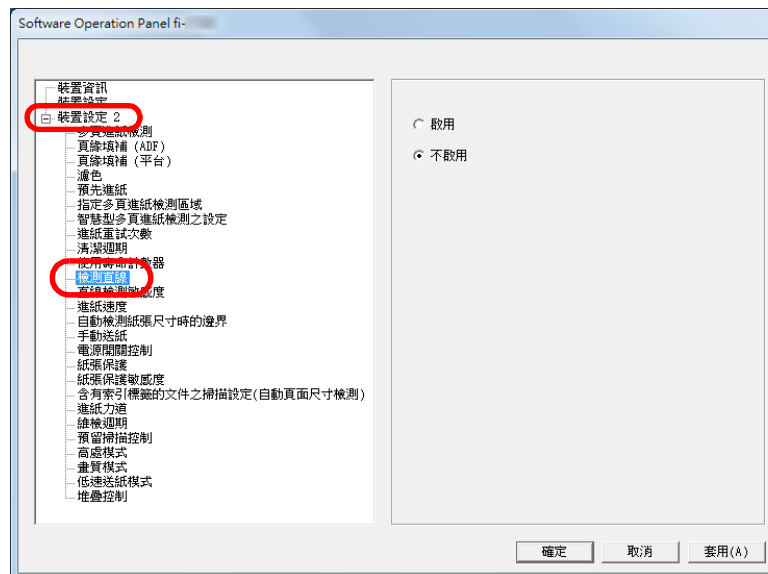 Software Operation Panel fi-
裝置資訊
裝置設定
裝置設定 2
多頁進紙檢測
頁緣填補 (ADF)
頁緣填補 (平台)
濾色
預先進紙
指定多頁進紙檢測區域
智慧型多頁進紙檢測之設定
進紙重試次數
清潔週期
使用壽命計數器
檢測直線
直線檢測敏感度
進紙速度
自動檢測紙張尺寸時的邊界
手動送紙
電源開關控制
紙張保護
紙張保護敏感度
含有索引標籤的文件之掃描設定(自動頁面尺寸檢測)
進紙力道
維檢週期
預留掃描控制
高處模式
畫質模式
低速送紙模式
堆疊控制
啟用
不啟用
確定
取消
套用(A)